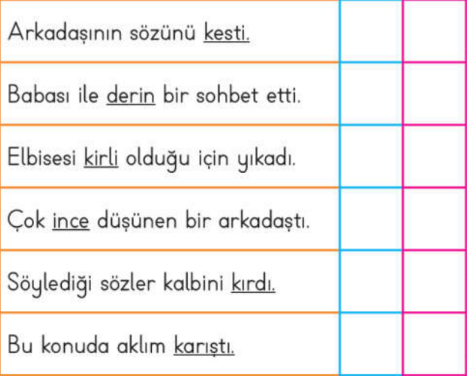 Arkadaşının sözünü kesti.
Babası ile derin bir sohbet etti.
Elbisesi kirli olduğu için yıkadı.
Çok ince düşünen bir arkadaştı.
Söylediği sözler kalbini kırdı.
Bu konuda aklım karıştı.